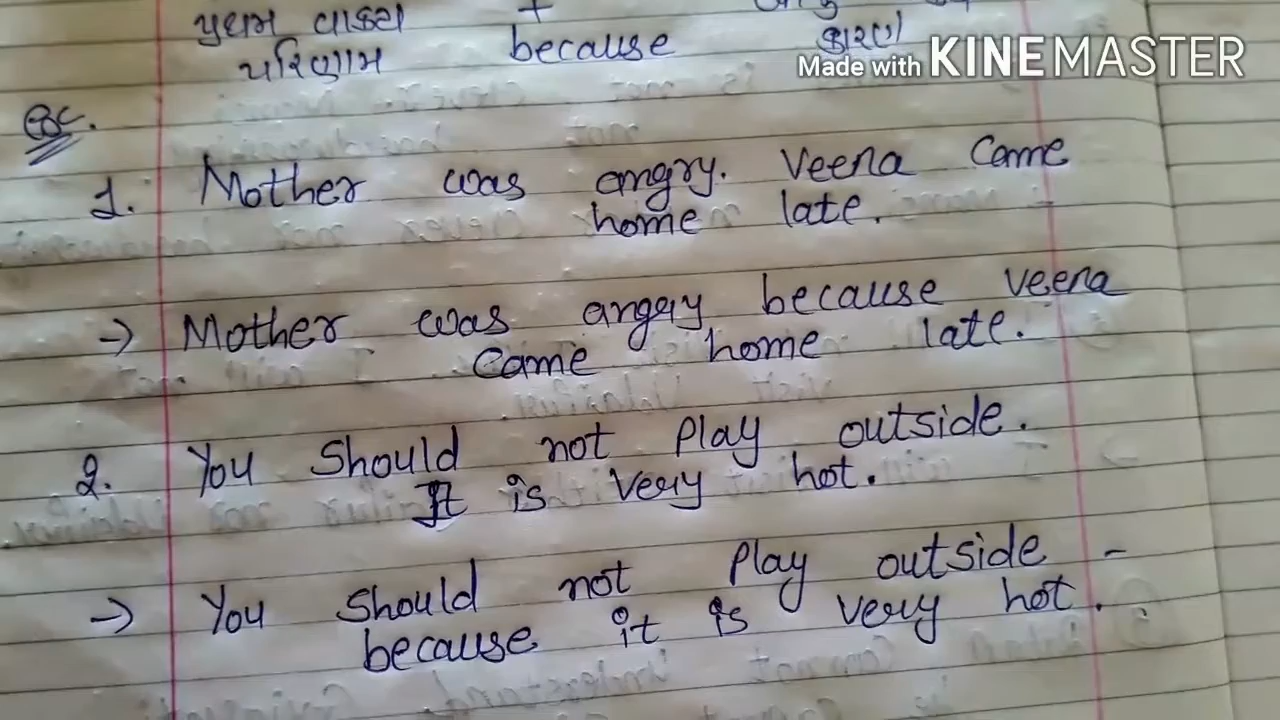 પ્રથમ વાક્ય + 
પરિણામ because કારણ
Made with KINEMASTER
Ex.
1. Mother was angry. Veena came
home late.
→ Mother was angry because veena
came home late.
2. You Should not Play outside.
It is very hot.
→ You Should not Play outside -
because it is very hot.